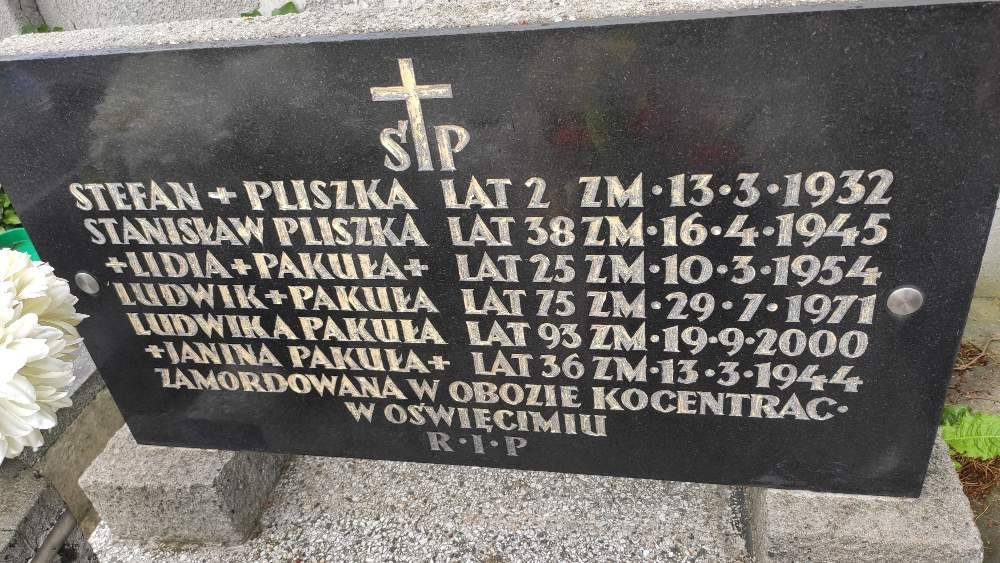 Ś P
STEFAN + PLISZKA LAT 2 ZM·13·3·1932
STANISŁAW PLISZKA LAT 38 ZM·16·4·1945
+LIDIA+PAKUŁA+ LAT 25 ZM·10·3·1954
LUDWIK+PAKUŁA LAT 75 ZM·29·7·1971
LUDWIKA PAKUŁA LAT 93 ZM·19·9·2000
+JANINA PAKUŁA+ LAT 36 ZM·13·3·1944
ZAMORDOWANA W OBOZIE KOCENTRAC·
W OŚWIĘCIMIU
R·I·P